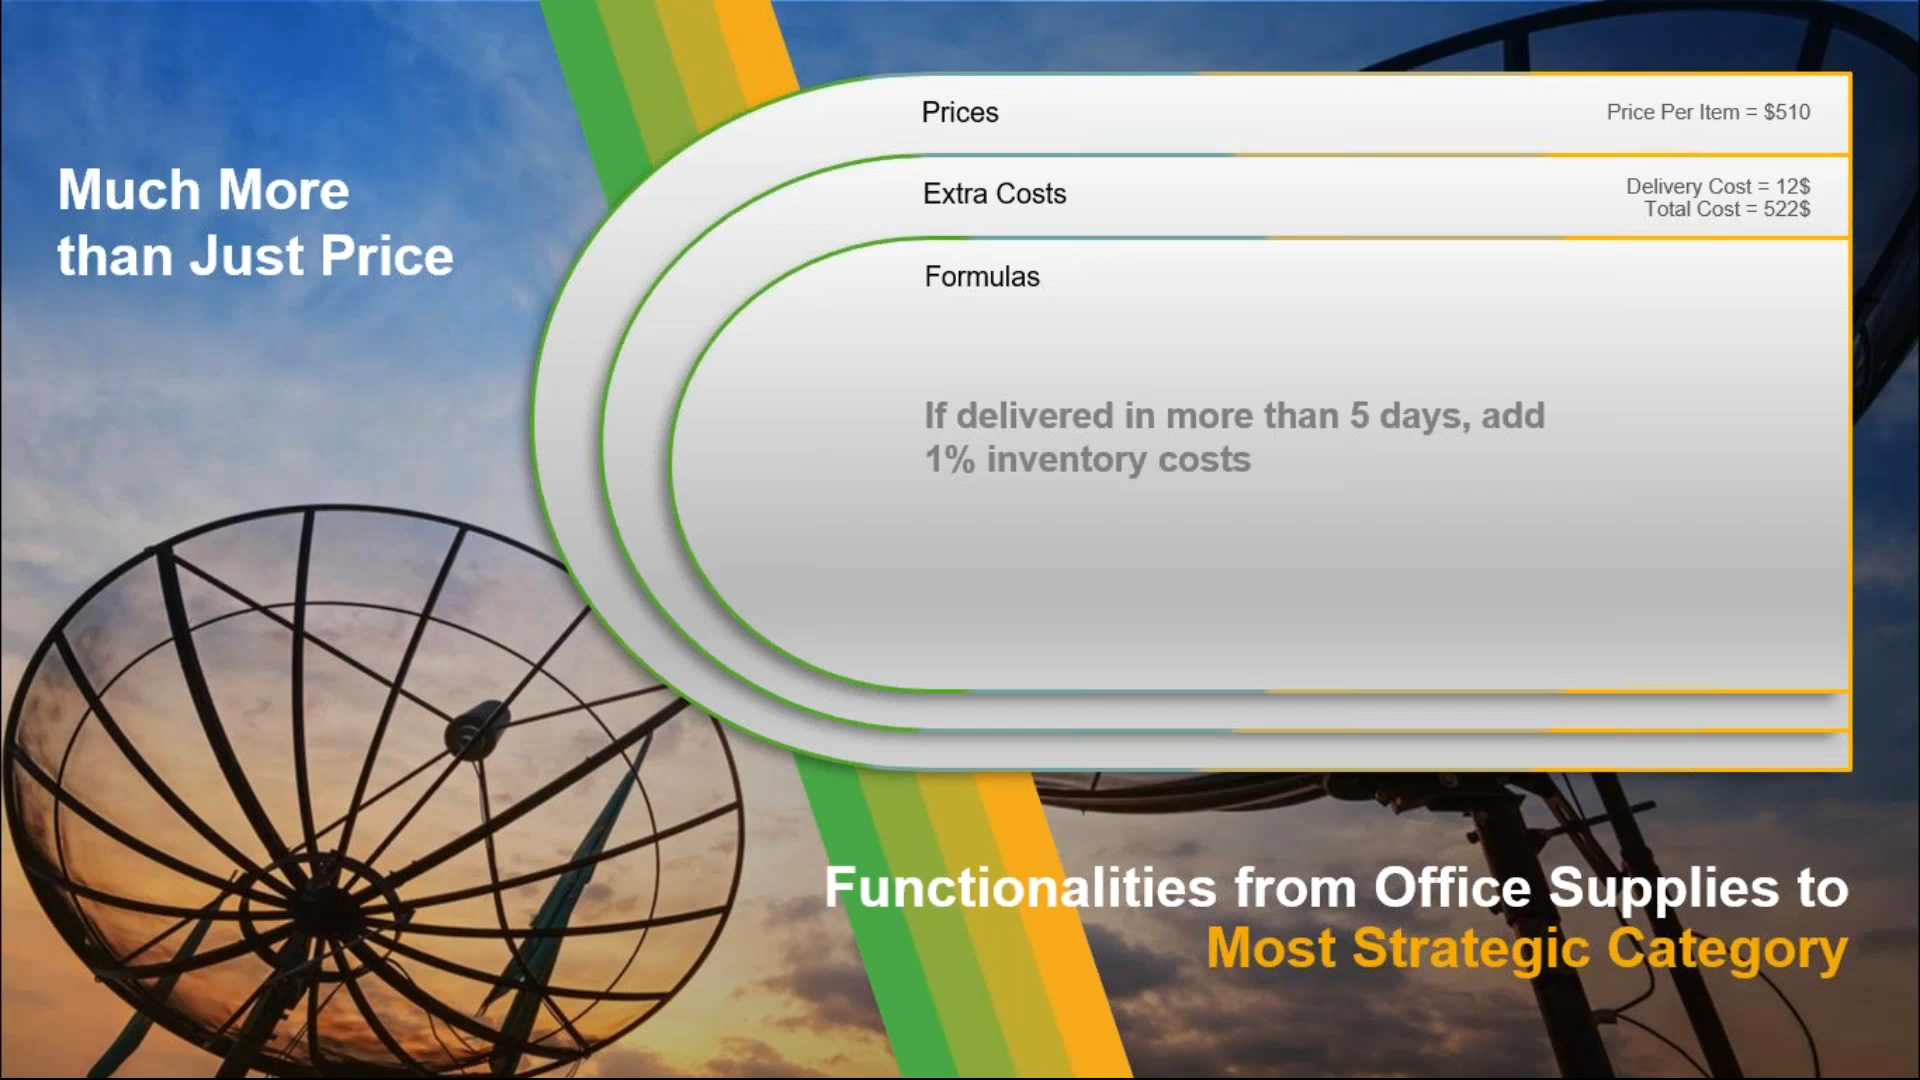 Much More
than Just Price
Prices
Price Per Item = $510
Extra Costs
Delivery Cost = 12$
Total Cost = 522$
Formulas
If delivered in more than 5 days, add
1% inventory costs
Functionalities from Office Supplies to
Most Strategic Category